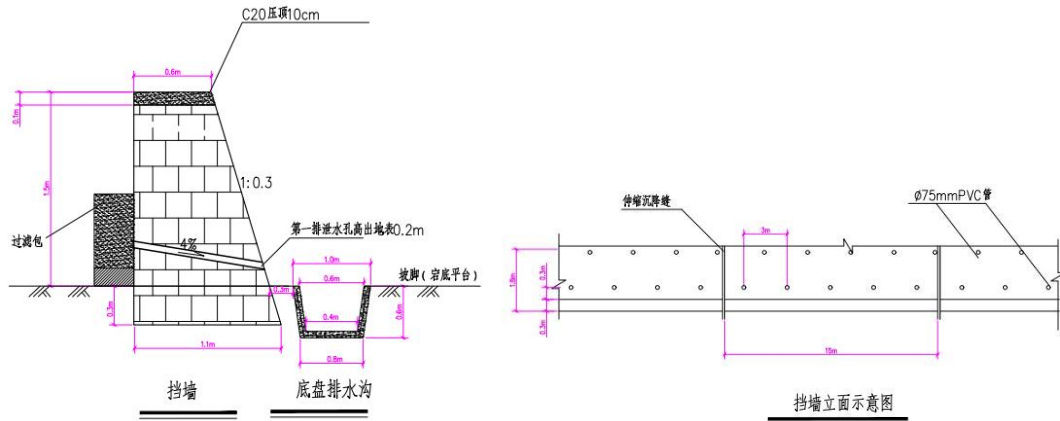 C20压顶10cm
0.6m
0.1m
1.5m
1:0.3
过滤包
4%
第一排泄水孔高出地表0.2m
1.0m
坡脚(宕底平台)
0.6m
0.3m
0.3m
0.4m
0.6m
1.1m
0.8m
挡墙
底盘排水沟
伸缩沉降缝
Ø75mmPVC管
3m
1.8m
0.3m
0.3m
15m
挡墙立面示意图